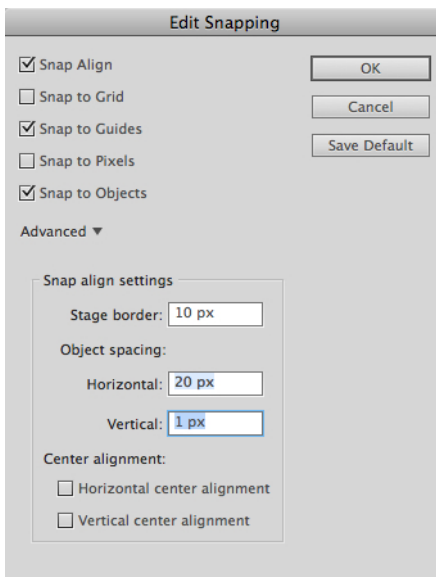 Edit Snapping
Snap Align
OK
Snap to Grid
Cancel
Snap to Guides
Save Default
Snap to Pixels
Snap to Objects
Advanced ▼
Snap align settings
Stage border: 10 px
Object spacing:
Horizontal: 20 px
Vertical: 1 px
Center alignment:
Horizontal center alignment
Vertical center alignment